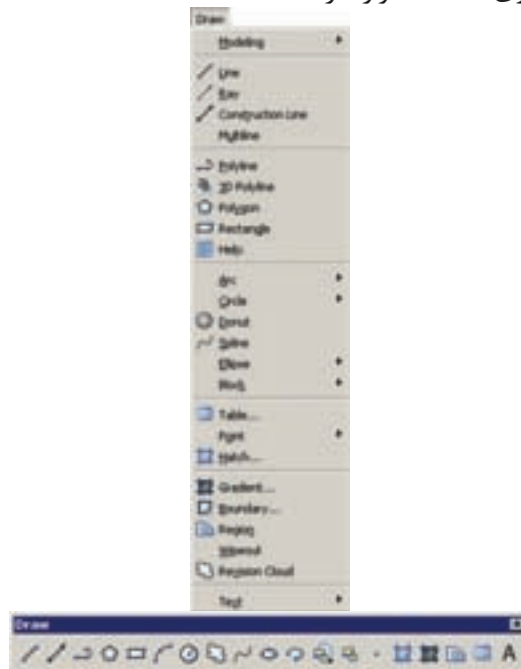 Draw
Modeling
Line
Ray
Construction Line
Multiline
Polyline
3D Polyline
Polygon
Rectangle
Helix
Arc
Circle
Donut
Spline
Ellipse
Block
Table...
Point
Hatch...
Gradient...
Boundary...
Region
Wipeout
Revision Cloud
Text
Draw
A